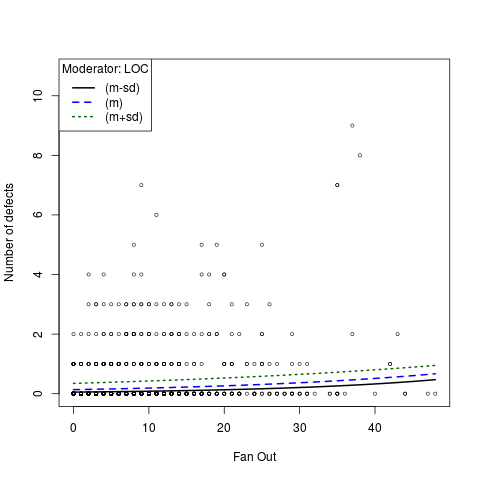 Moderator: LOC
(m-sd)
(m)
(m+sd)
Number of defects
10
8
6
4
2
0
0 10 20 30 40
Fan Out